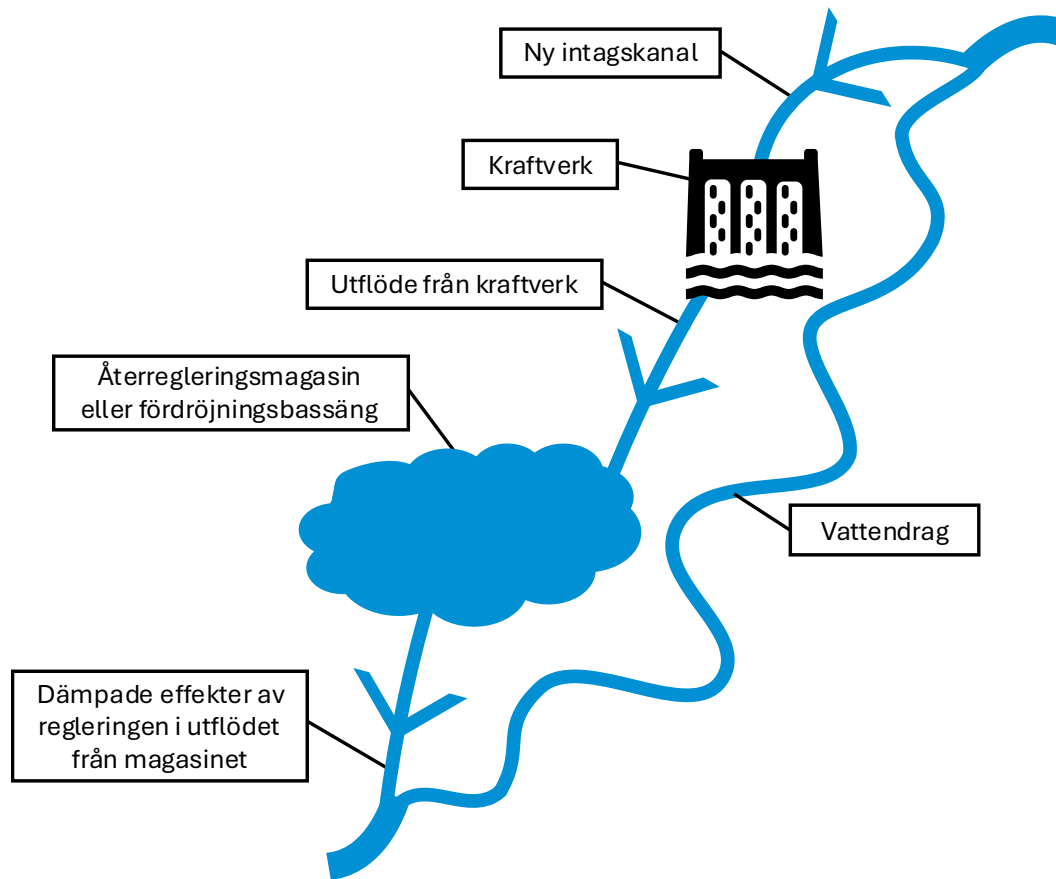 Ny intagskanal
Kraftverk
Utflöde från kraftverk
Återregleringsmagasin
eller fördröjningsbassäng
Vattendrag
Dämpade effekter av
regleringen i utflödet
från magasinet